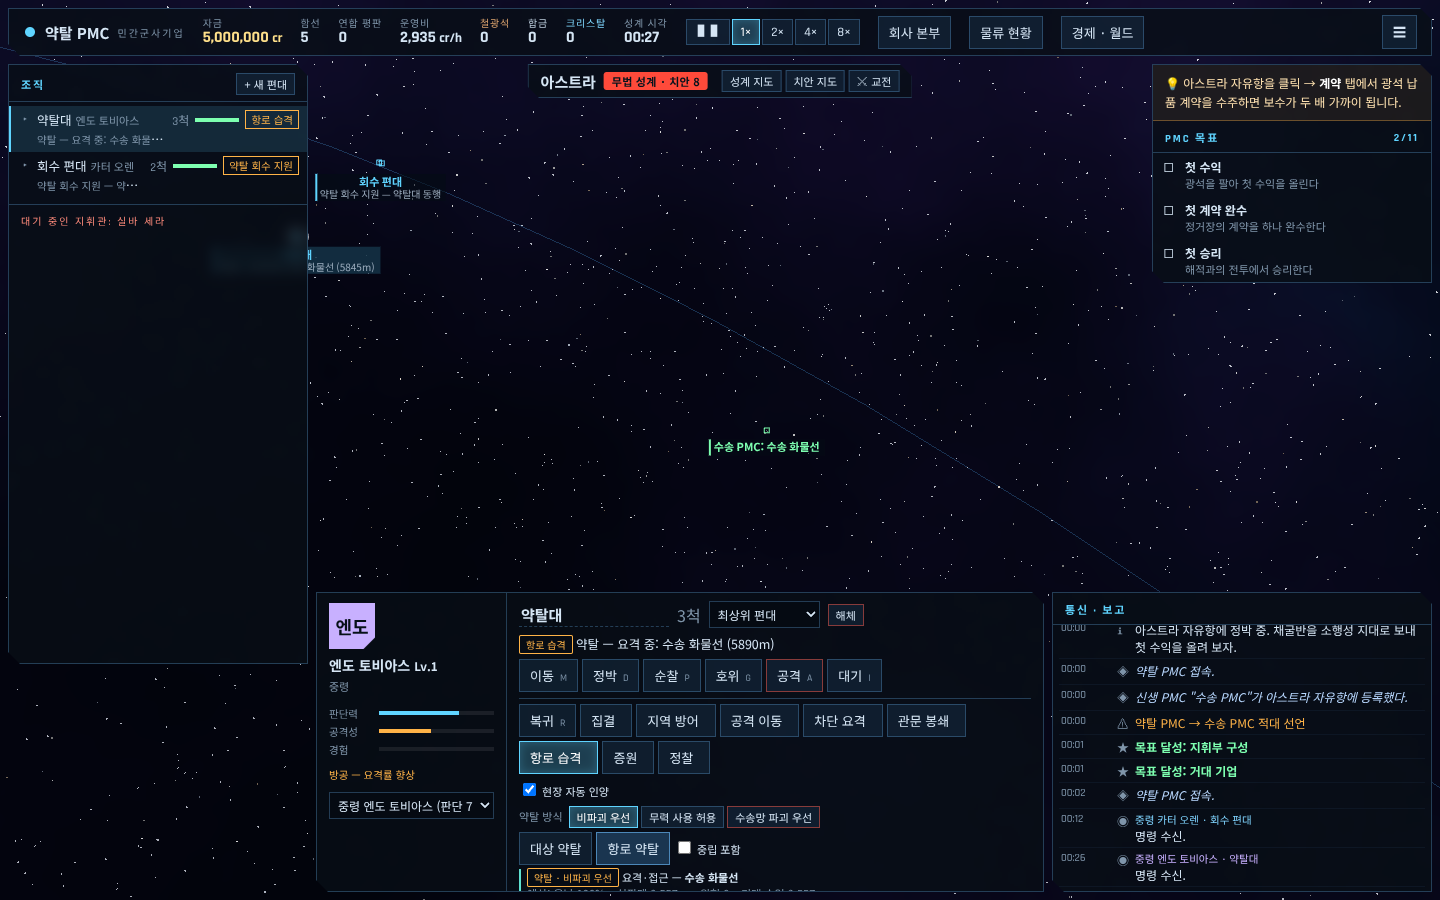 약탈 PMC 민간군사기업
자금 5,000,000 cr
함선 5
연합 평판 0
운영비 2,935 cr/h
철광석 0
합금 0
크리스탈 0
성계 시각 00:27
1× 2× 4× 8×
회사 본부 물류 현황 경제 · 월드
조직 + 새 편대
약탈대 엔도 토비아스 3척 항로 습격
약탈 — 요격 중: 수송 화물…
회수 편대 카터 오렌 2척 약탈 회수 지원
약탈 회수 지원 — 약…
대기 중인 지휘관: 실바 세라
아스트라 무법 성계 · 치안 8 성계 지도 치안 지도 ⚔ 교전
회수 편대
약탈 회수 지원 — 약탈대 동행
화물선 (5845m)
수송 PMC: 수송 화물선
💡 아스트라 자유항을 클릭 → 계약 탭에서 광석 납
품 계약을 수주하면 보수가 두 배 가까이 됩니다.
PMC 목표 2/11
첫 수익
광석을 팔아 첫 수익을 올린다
첫 계약 완수
정거장의 계약을 하나 완수한다
첫 승리
해적과의 전투에서 승리한다
엔도
엔도 토비아스 Lv.1
중령
판단력
공격성
경험
방공 — 요격률 향상
중령 엔도 토비아스 (판단 7
약탈대 3척 최상위 편대 해체
항로 습격 약탈 — 요격 중: 수송 화물선 (5890m)
이동 M 정박 D 순찰 P 호위 G 공격 A 대기 I
복귀 R 집결 지역 방어 공격 이동 차단 요격 관문 봉쇄
항로 습격 증원 정찰
현장 자동 인양
약탈 방식 비파괴 우선 무력 사용 허용 수송망 파괴 우선
대상 약탈 항로 약탈 중립 포함
약탈 · 비파괴 우선 요격·접근 — 수송 화물선
통신 · 보고
00:00 아스트라 자유항에 정박 중. 채굴반을 소행성 지대로 보내
첫 수익을 올려 보자.
00:00 약탈 PMC 접속.
00:00 신생 PMC "수송 PMC"가 아스트라 자유항에 등록했다.
00:00 약탈 PMC → 수송 PMC 적대 선언
00:01 목표 달성: 지휘부 구성
00:01 목표 달성: 거대 기업
00:02 약탈 PMC 접속.
00:12 중령 카터 오렌 · 회수 편대
명령 수신.
00:26 중령 엔도 토비아스 · 약탈대
명령 수신.